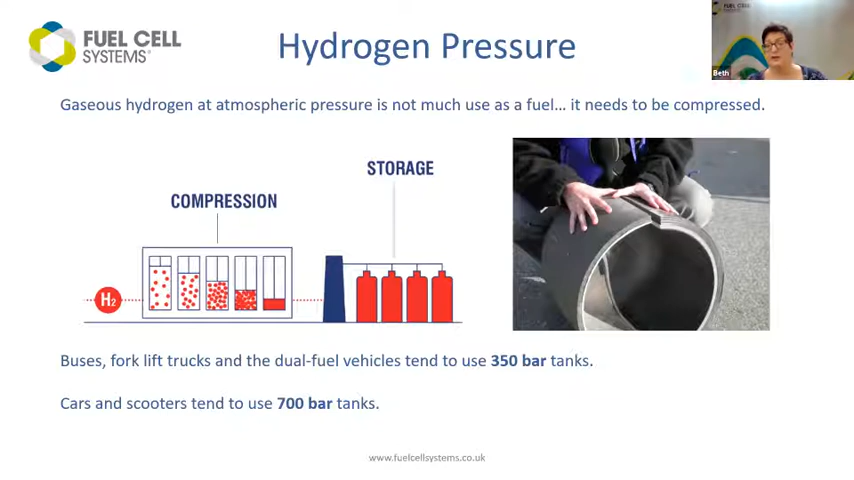 FUEL CELL
SYSTEMS
Hydrogen Pressure
Beth
Gaseous hydrogen at atmospheric pressure is not much use as a fuel… it needs to be compressed.
STORAGE
COMPRESSION
H₂
Buses, fork lift trucks and the dual-fuel vehicles tend to use 350 bar tanks.
Cars and scooters tend to use 700 bar tanks.
www.fuelcellsystems.co.uk